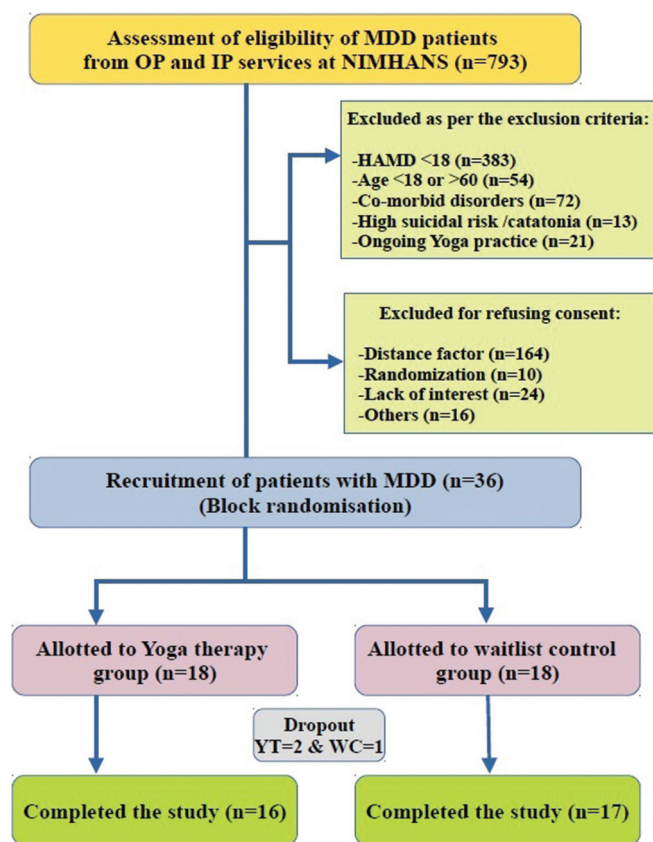 Assessment of eligibility of MDD patients
from OP and IP services at NIMHANS (n=793)
Excluded as per the exclusion criteria:
-HAMD <18 (n=383)
-Age <18 or >60 (n=54)
-Co-morbid disorders (n=72)
-High suicidal risk /catatonia (n=13)
-Ongoing Yoga practice (n=21)
Excluded for refusing consent:
-Distance factor (n=164)
-Randomization (n=10)
-Lack of interest (n=24)
-Others (n=16)
Recruitment of patients with MDD (n=36)
(Block randomisation)
Allotted to Yoga therapy
group (n=18)
Allotted to waitlist control
group (n=18)
Dropout
YT=2 & WC=1
Completed the study (n=16)
Completed the study (n=17)